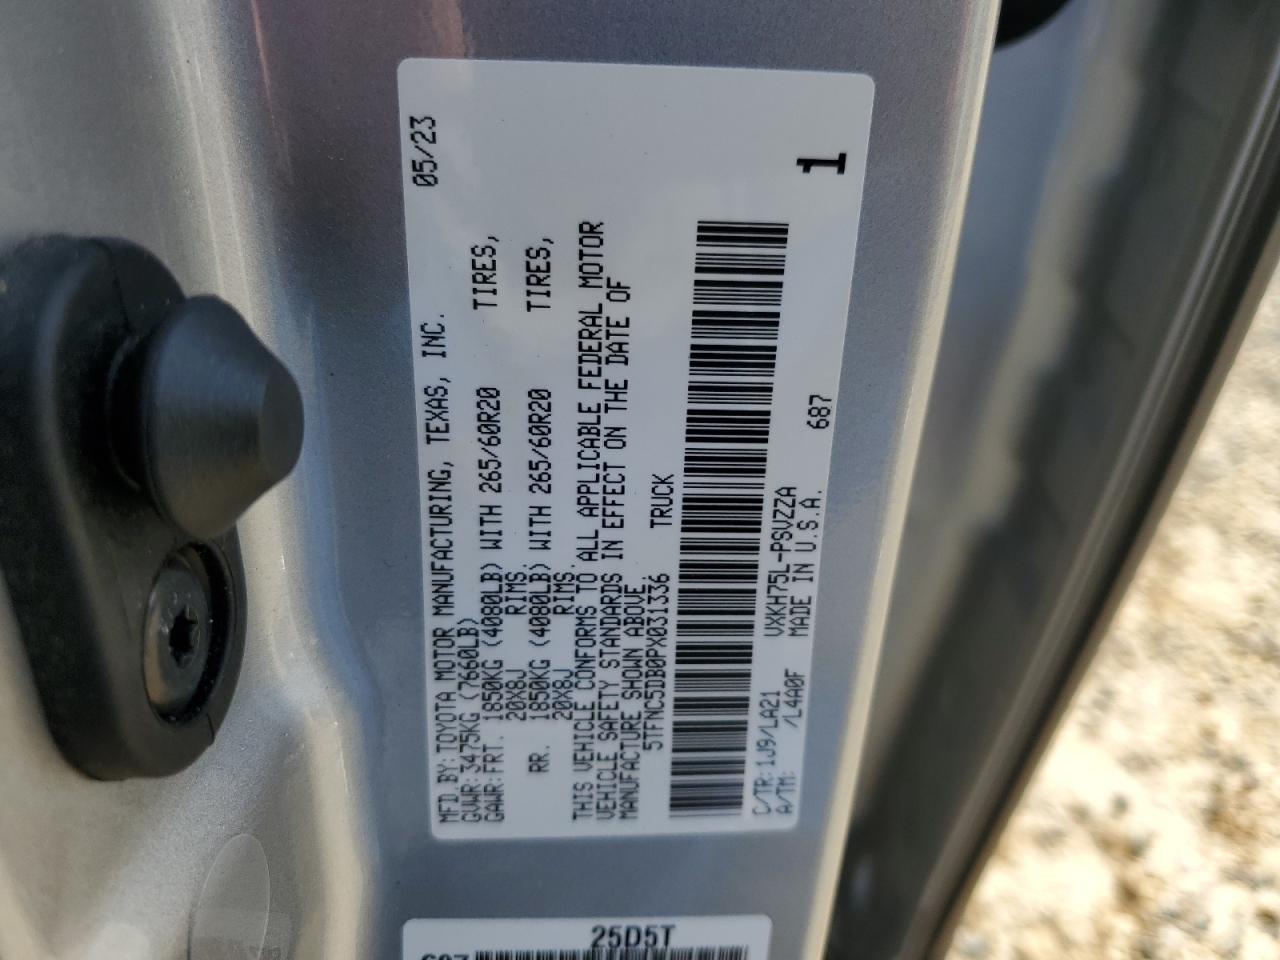 05/23
MFD.BY:TOYOTA MOTOR MANUFACTURING, TEXAS, INC.
GVWR:3475KG (7660LB)
GAWR:FRT. 1850KG (4080LB) WITH 265/60R20 TIRES,
20X8J RIMS.
RR. 1850KG (4080LB) WITH 265/60R20 TIRES,
20X8J RIMS.
THIS VEHICLE CONFORMS TO ALL APPLICABLE FEDERAL MOTOR
VEHICLE SAFETY STANDARDS IN EFFECT ON THE DATE OF
MANUFACTURE SHOWN ABOVE.
5TFNC5DB0PX031336 TRUCK
C/TR:1J9/LA21 VXKH75L-PSVZZA 687
A/TM: /L4A0F MADE IN U.S.A.
1
25D5T